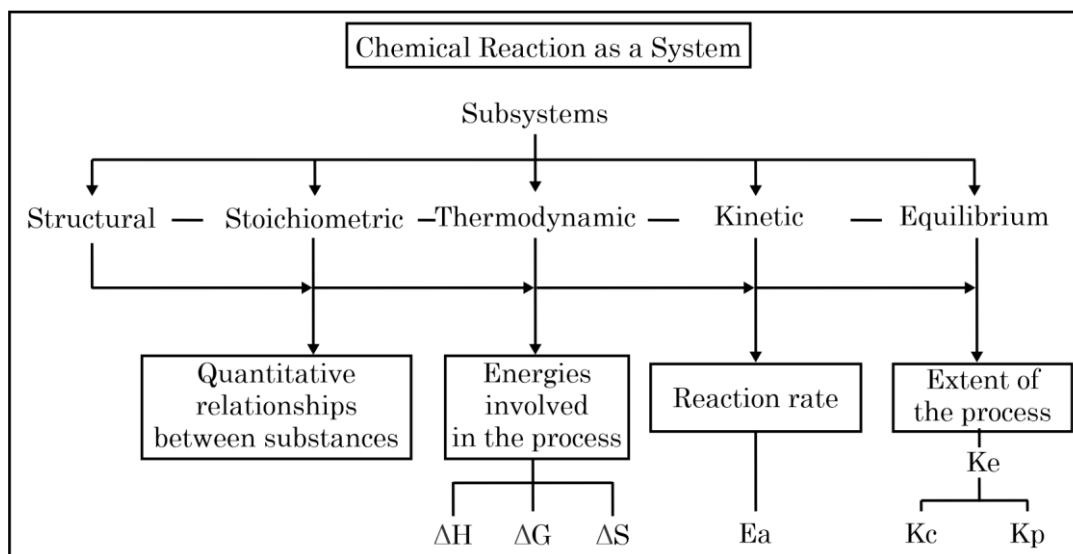 Chemical Reaction as a System
Subsystems
Structural Stoichiometric Thermodynamic Kinetic Equilibrium
Quantitative
relationships
between substances
Energies
involved
in the process
Reaction rate
Extent of
the process
Ke
ΔH ΔG ΔS Ea Kc Kp